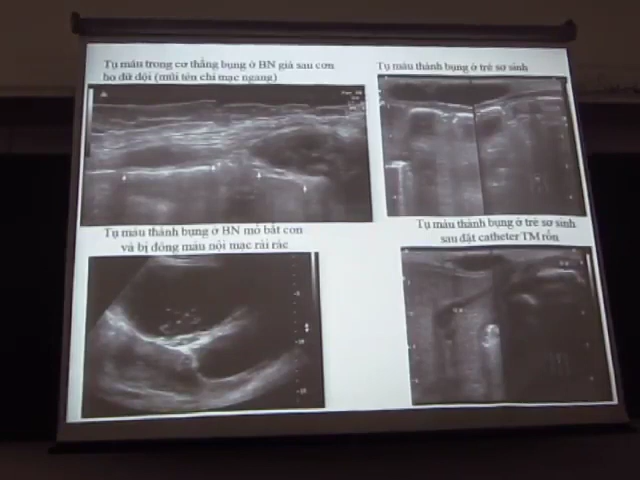 Tụ máu trong cơ thẳng bụng ở BN già sau cơn
ho dữ dội (mũi tên chỉ mạc ngang)
Tụ máu thành bụng ở trẻ sơ sinh
Tụ máu thành bụng ở BN mổ bắt con
và bị đông máu nội mạc rải rác
Tụ máu thành bụng ở trẻ sơ sinh
sau đặt catheter TM rốn